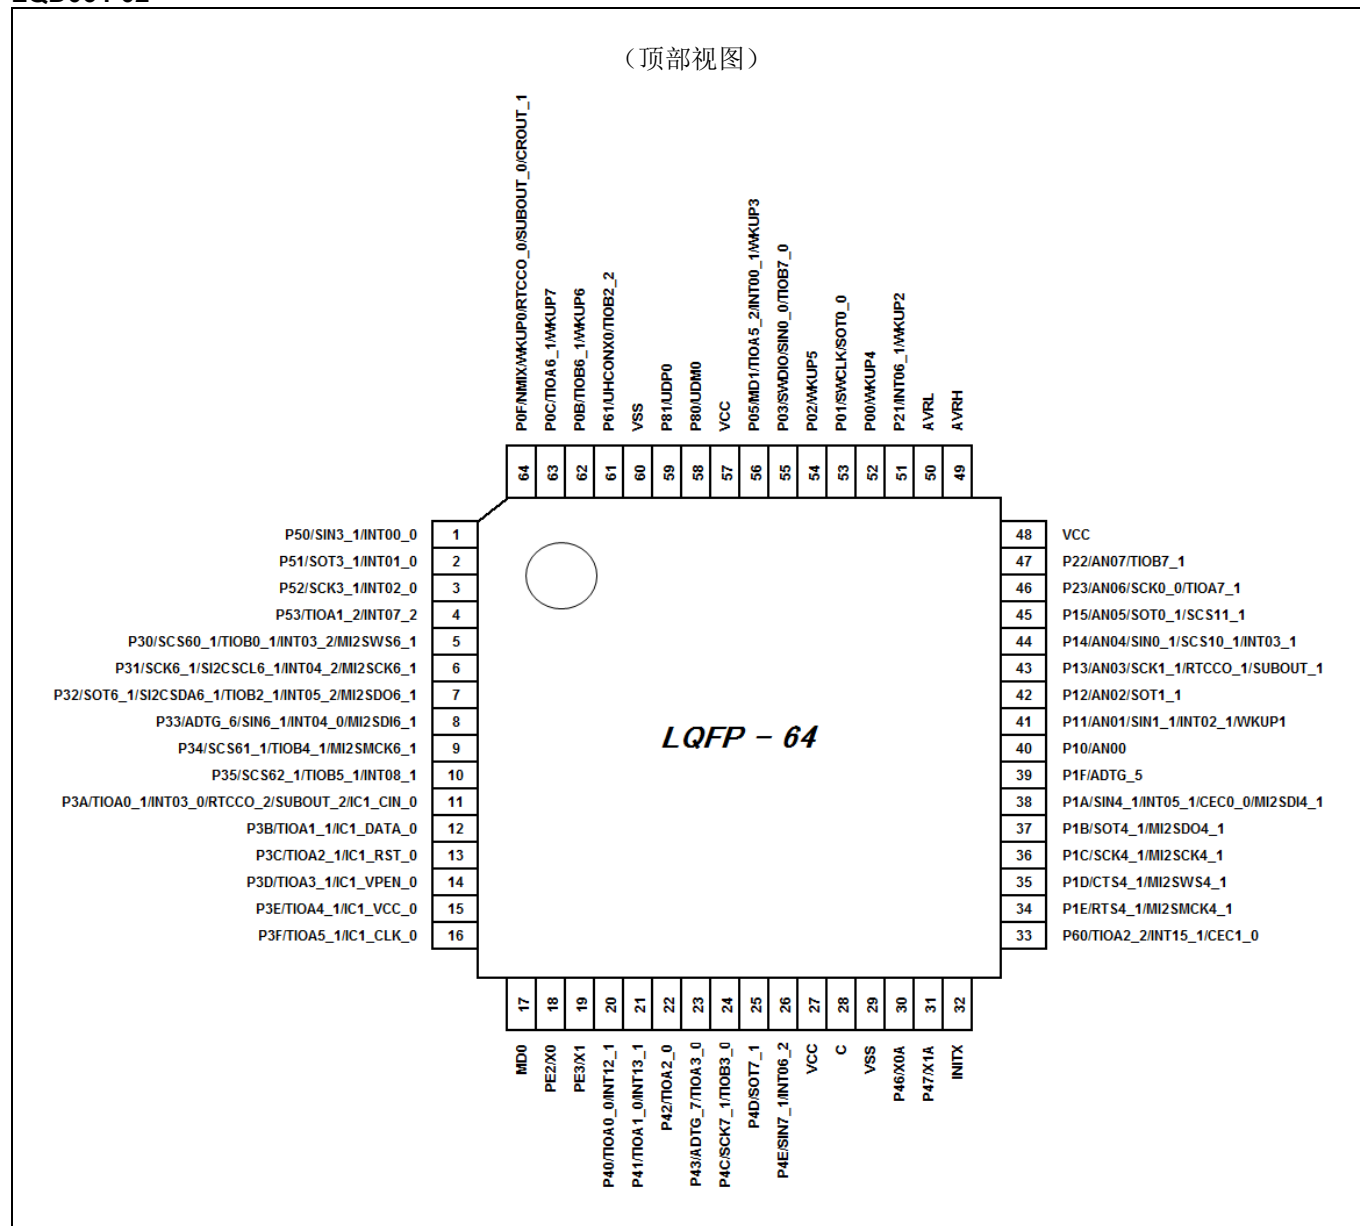 （顶部视图）
P0F/NMIX/WKUP0/RTCCO_0/SUBOUT_0/CROUT_1
P0C/TIOA6_1/WKUP7
P0B/TIOB6_1/WKUP6
P61/UHCONX0/TIOB2_2
VSS
P81/UDP0
P80/UDM0
VCC
P05/MD1/TIOA5_2/INT00_1/WKUP3
P03/SWDIO/SIN0_0/TIOB7_0
P02/WKUP5
P01/SWCLK/SOT0_0
P00/WKUP4
P21/INT06_1/WKUP2
AVRL
AVRH
64 63 62 61 60 59 58 57 56 55 54 53 52 51 50 49
P50/SIN3_1/INT00_0 1
P51/SOT3_1/INT01_0 2
P52/SCK3_1/INT02_0 3
P53/TIOA1_2/INT07_2 4
P30/SCS60_1/TIOB0_1/INT03_2/MI2SWS6_1 5
P31/SCK6_1/SI2CSCL6_1/INT04_2/MI2SCK6_1 6
P32/SOT6_1/SI2CSDA6_1/TIOB2_1/INT05_2/MI2SDO6_1 7
P33/ADTG_6/SIN6_1/INT04_0/MI2SDI6_1 8
P34/SCS61_1/TIOB4_1/MI2SMCK6_1 9
P35/SCS62_1/TIOB5_1/INT08_1 10
P3A/TIOA0_1/INT03_0/RTCCO_2/SUBOUT_2/IC1_CIN_0 11
P3B/TIOA1_1/IC1_DATA_0 12
P3C/TIOA2_1/IC1_RST_0 13
P3D/TIOA3_1/IC1_VPEN_0 14
P3E/TIOA4_1/IC1_VCC_0 15
P3F/TIOA5_1/IC1_CLK_0 16
LQFP - 64
48 VCC
47 P22/AN07/TIOB7_1
46 P23/AN06/SCK0_0/TIOA7_1
45 P15/AN05/SOT0_1/SCS11_1
44 P14/AN04/SIN0_1/SCS10_1/INT03_1
43 P13/AN03/SCK1_1/RTCCO_1/SUBOUT_1
42 P12/AN02/SOT1_1
41 P11/AN01/SIN1_1/INT02_1/WKUP1
40 P10/AN00
39 P1F/ADTG_5
38 P1A/SIN4_1/INT05_1/CEC0_0/MI2SDI4_1
37 P1B/SOT4_1/MI2SDO4_1
36 P1C/SCK4_1/MI2SCK4_1
35 P1D/CTS4_1/MI2SWS4_1
34 P1E/RTS4_1/MI2SMCK4_1
33 P60/TIOA2_2/INT15_1/CEC1_0
17 18 19 20 21 22 23 24 25 26 27 28 29 30 31 32
MD0
PE2/X0
PE3/X1
P40/TIOA0_0/INT12_1
P41/TIOA1_0/INT13_1
P42/TIOA2_0
P43/ADTG_7/TIOA3_0
P4C/SCK7_1/TIOB3_0
P4D/SOT7_1
P4E/SIN7_1/INT06_2
VCC
C
VSS
P46/X0A
P47/X1A
INITX